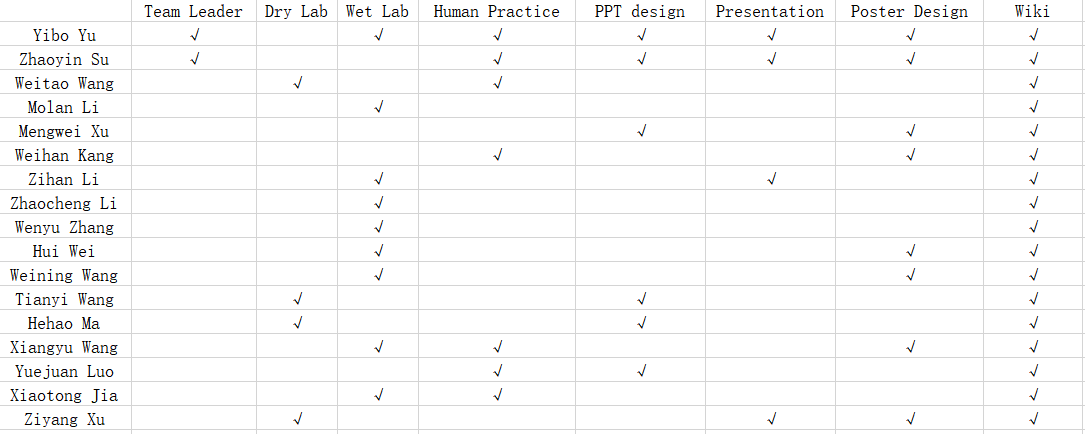 Team Leader Dry Lab Wet Lab Human Practice PPT design Presentation Poster Design Wiki
Yibo Yu √ √ √ √ √ √ √
Zhaoyin Su √ √ √ √ √ √
Weitao Wang √ √ √
Molan Li √ √
Mengwei Xu √ √ √
Weihan Kang √ √ √
Zihan Li √ √ √
Zhaocheng Li √ √
Wenyu Zhang √ √
Hui Wei √ √ √
Weining Wang √ √ √
Tianyi Wang √ √ √
Hehao Ma √ √ √
Xiangyu Wang √ √ √ √
Yuejuan Luo √ √ √
Xiaotong Jia √ √ √
Ziyang Xu √ √ √ √